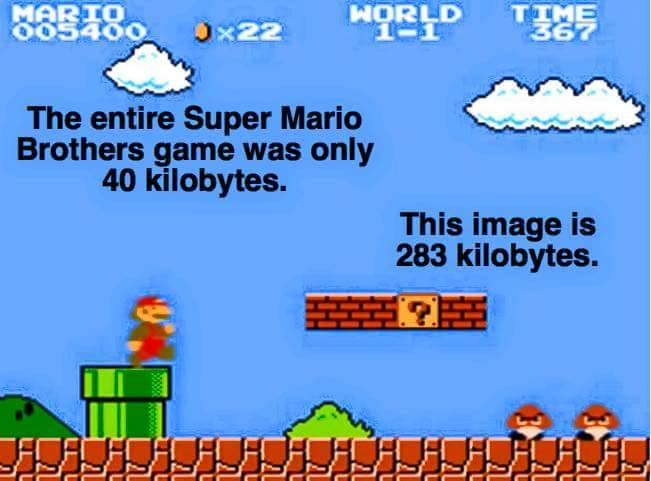 MARIO WORLD TIME
005400 ×22 1-1 367
The entire Super Mario
Brothers game was only
40 kilobytes.
This image is
283 kilobytes.
?